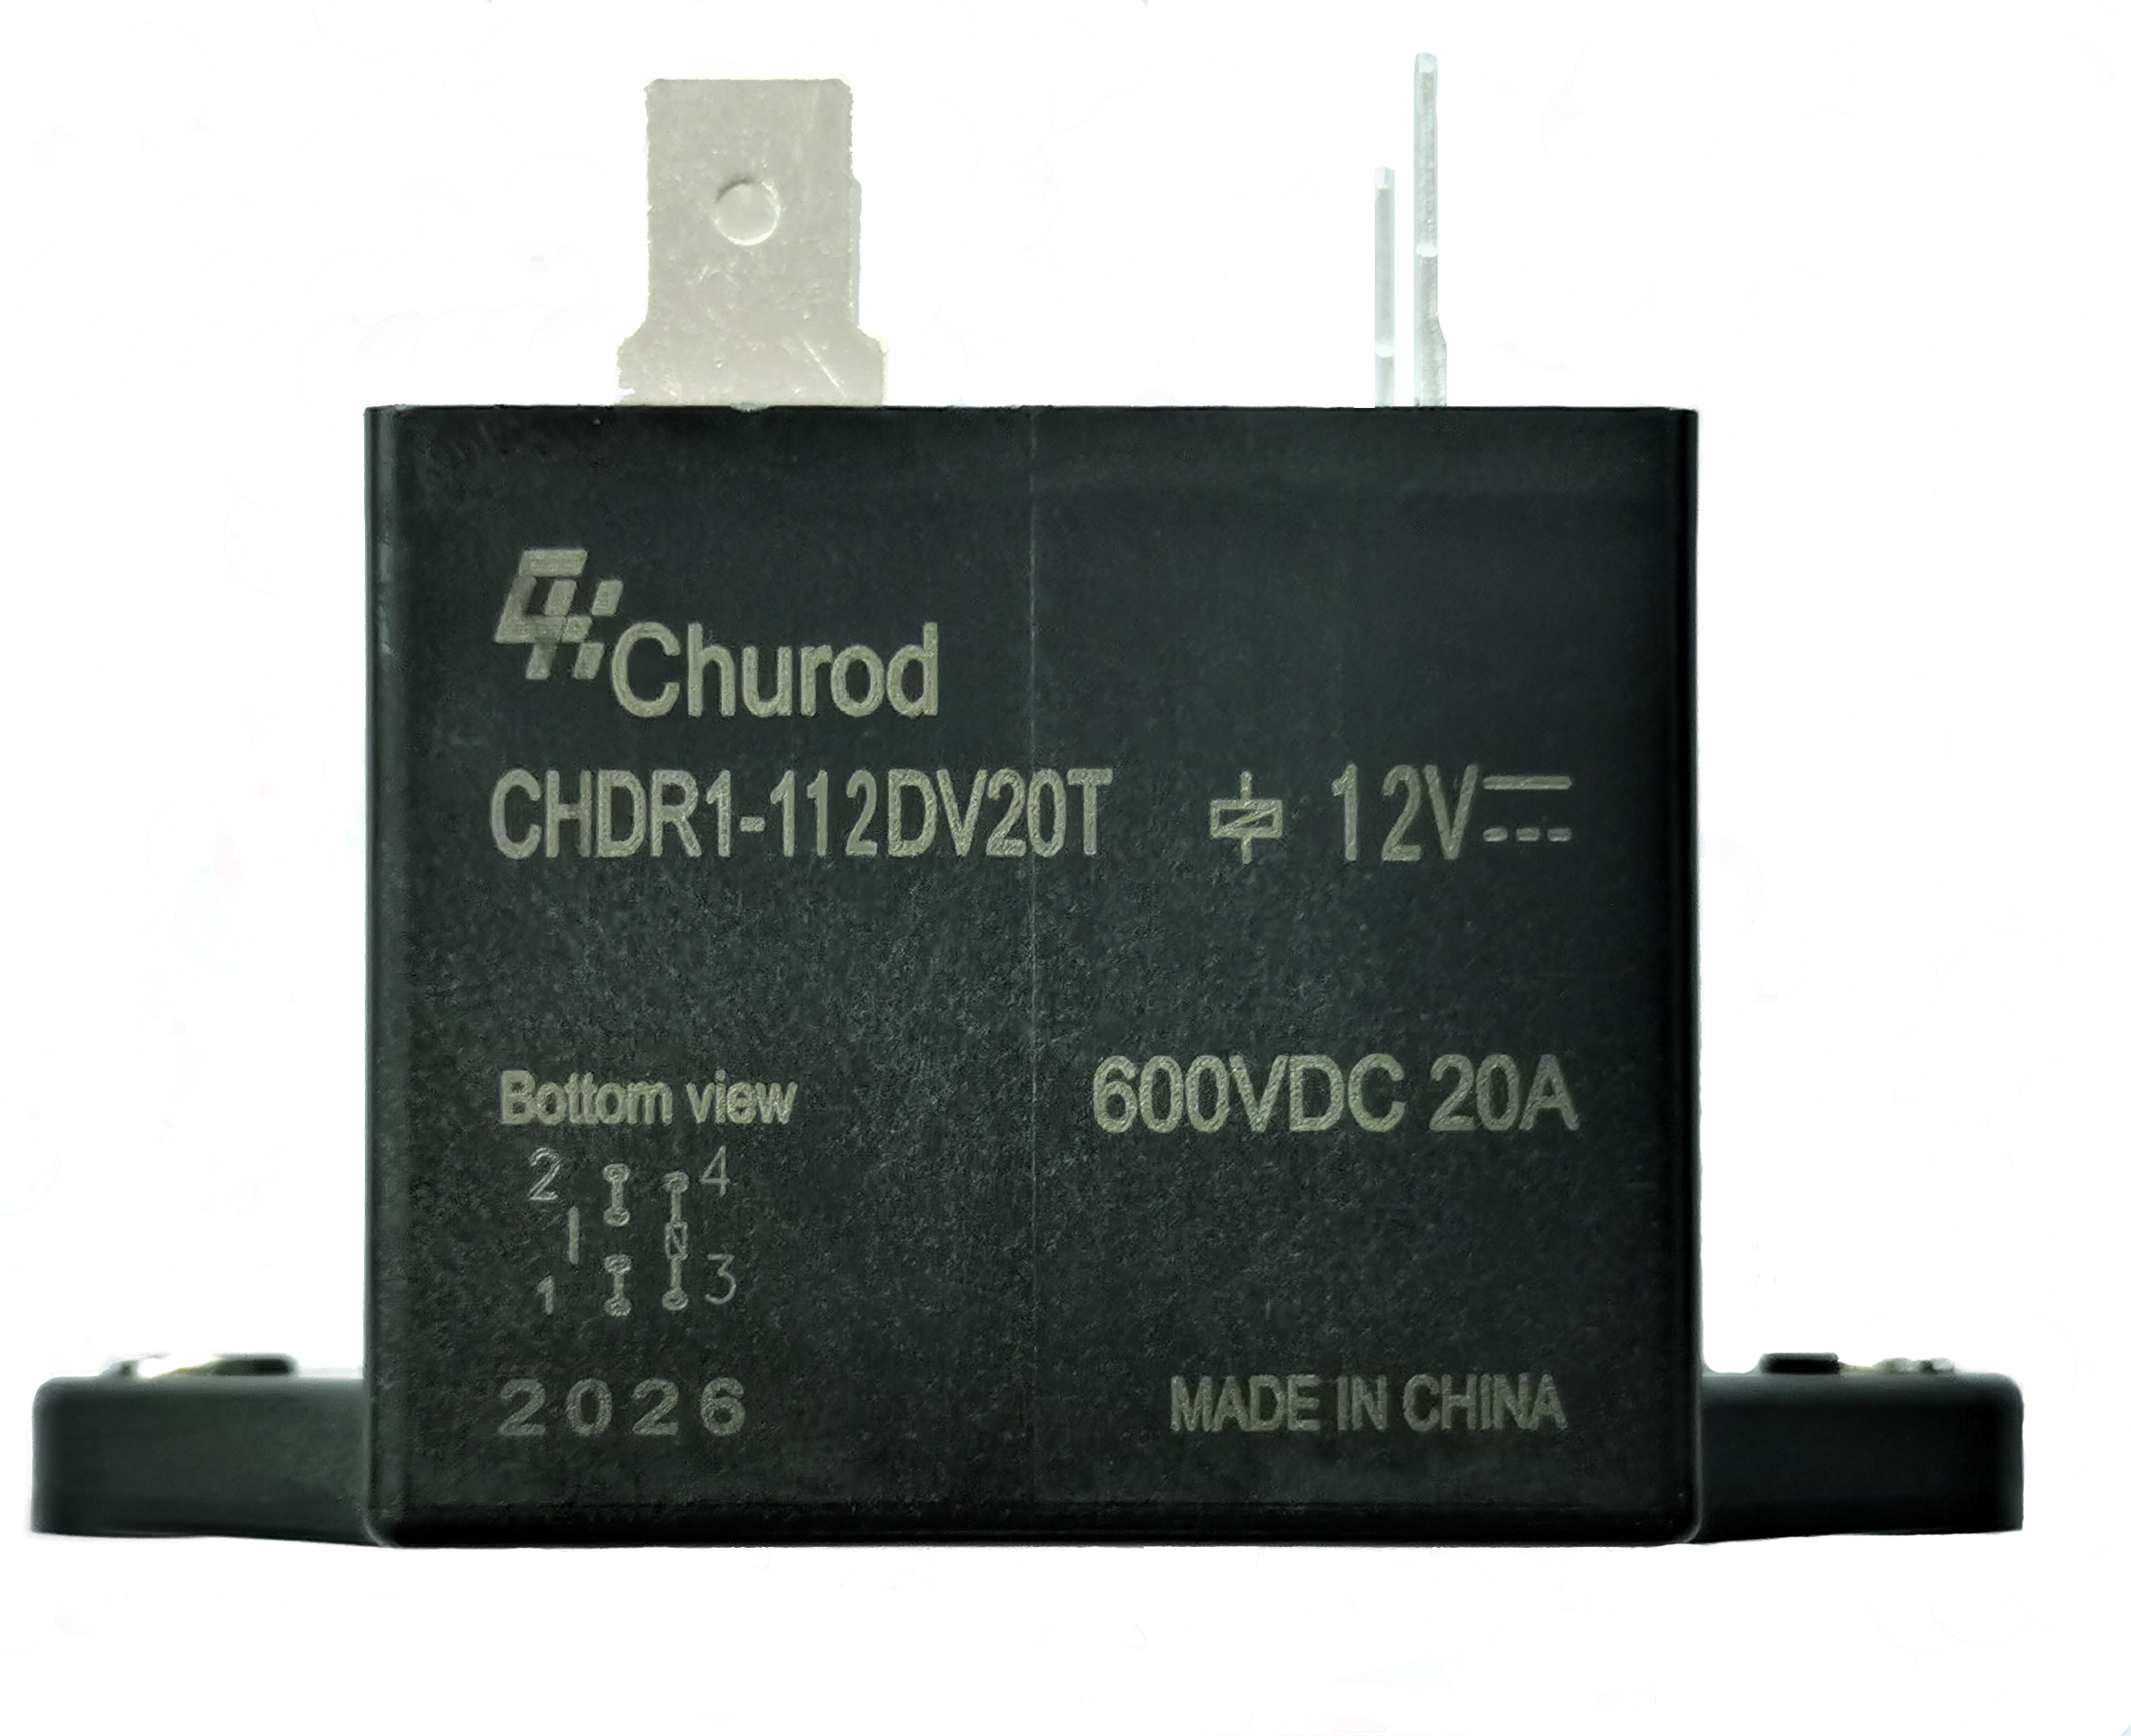 Churod
CHDR1-112DV20T 12V
600VDC 20A
Bottom view
2 4
1 3
2026
MADE IN CHINA